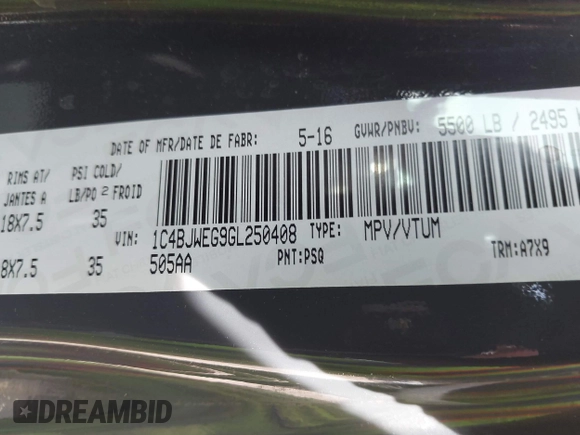 DATE OF MFR/DATE DE FABR: 5-16 GVWR/PNBV: 5500 LB / 2495
RIMS AT/ PSI COLD/
JANTES A LB/PO 2 FROID
18X7.5 35
VIN: 1C4BJWEG9GL250408 TYPE: MPV/VTUM
8X7.5 35 505AA PNT:PSQ TRM:A7X9
DREAMBID